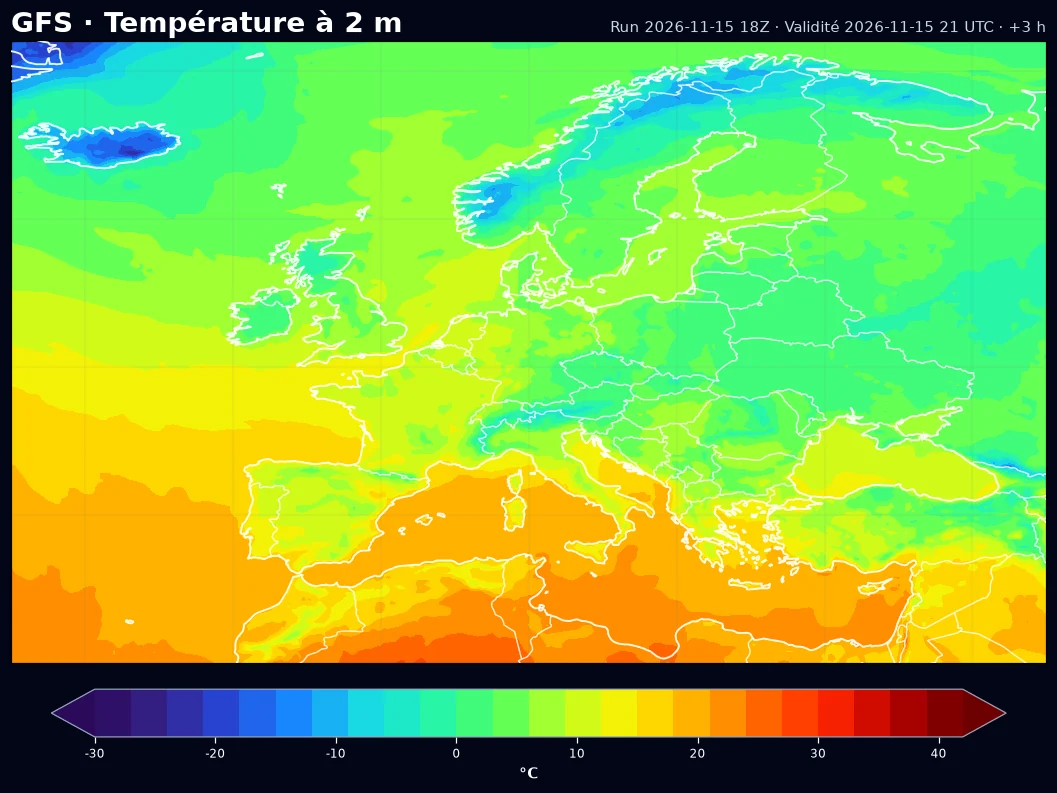 GFS · Température à 2 m
Run 2026-11-15 18Z · Validité 2026-11-15 21 UTC · +3 h
-30 -20 -10 0 10 20 30 40
°C